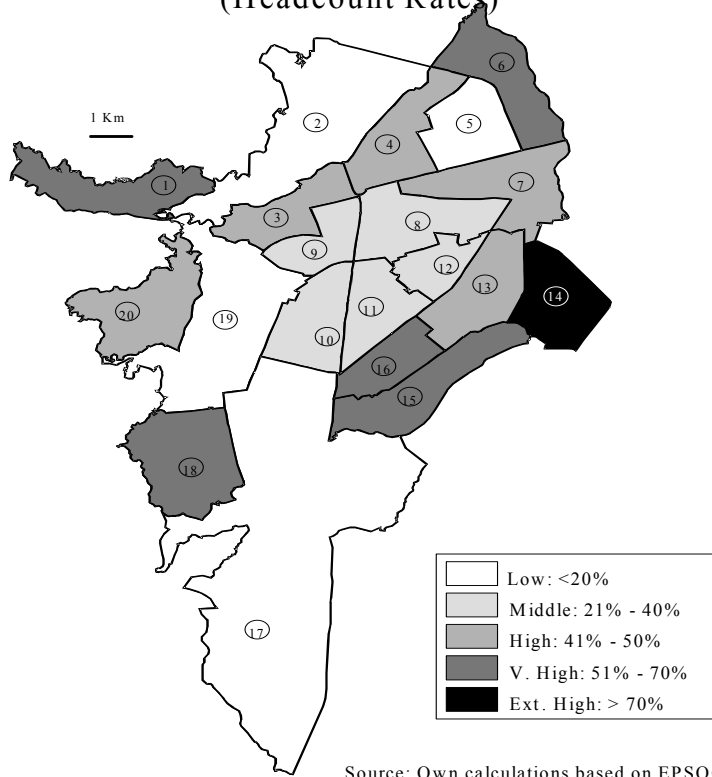 (Headcount Rates)
6
1 Km
2
5
4
1
7
3
8
9
12
14
13
20
19
11
10
16
15
18
17
Low: <20%
Middle: 21% - 40%
High: 41% - 50%
V. High: 51% - 70%
Ext. High: > 70%
Source: Own calculations based on EPSO